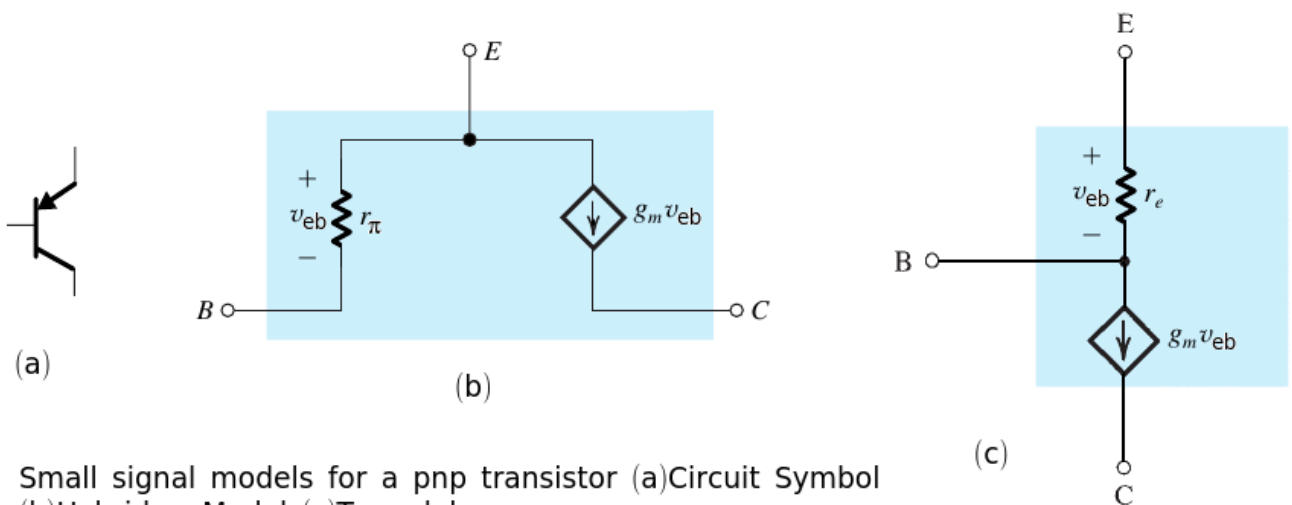 E
E
+
v_eb r_π
−
g_m v_eb
B
C
(a)
(b)
+
v_eb r_e
−
B
g_m v_eb
C
(c)
Small signal models for a pnp transistor (a)Circuit Symbol